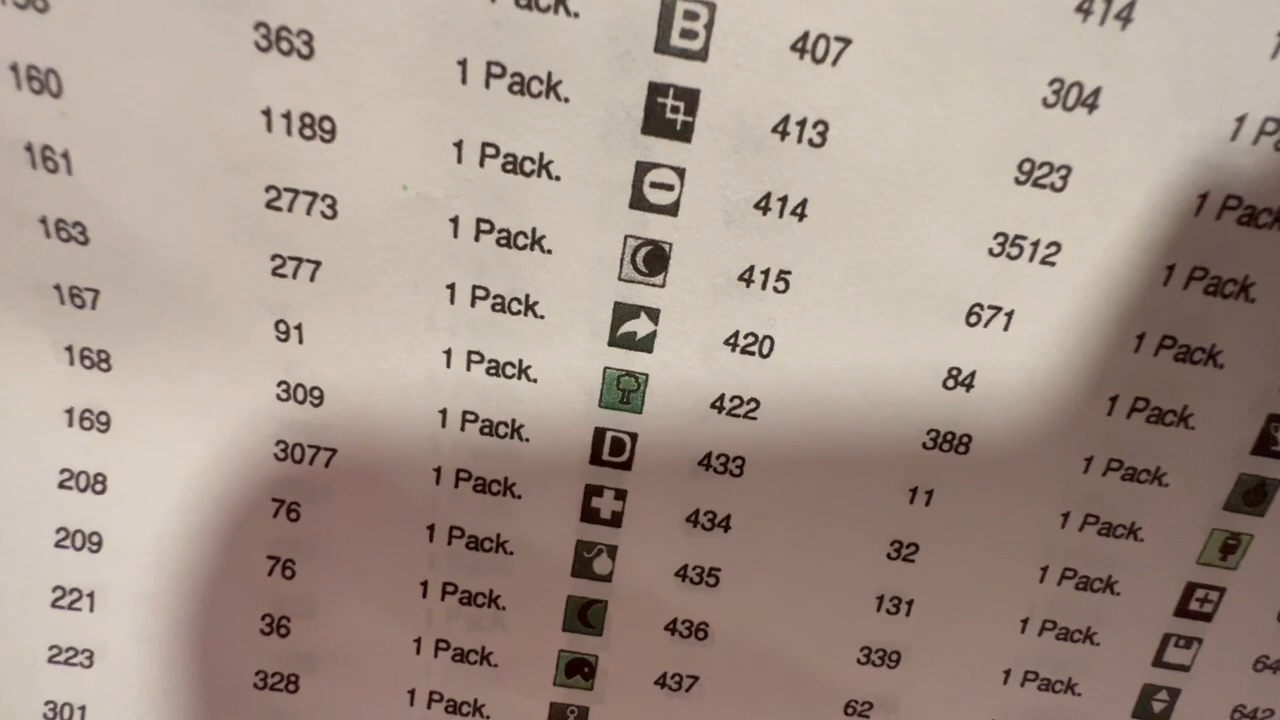 414
Pack. B 407 304
363 1 Pack. 413 923 1 Pack
160 1189 1 Pack. 414 3512 1 Pack.
161 2773 1 Pack. 415 671 1 Pack.
163 277 1 Pack. 420 84 1 Pack.
167 91 1 Pack. 422 388 1 Pack.
168 309 1 Pack. D 433 11 1 Pack.
169 3077 1 Pack. 434 32 1 Pack.
208 76 1 Pack. 435 131 1 Pack.
209 76 1 Pack. 436 339 1 Pack. 642
221 36 1 Pack. 437 62
223 328 1 Pack.
301